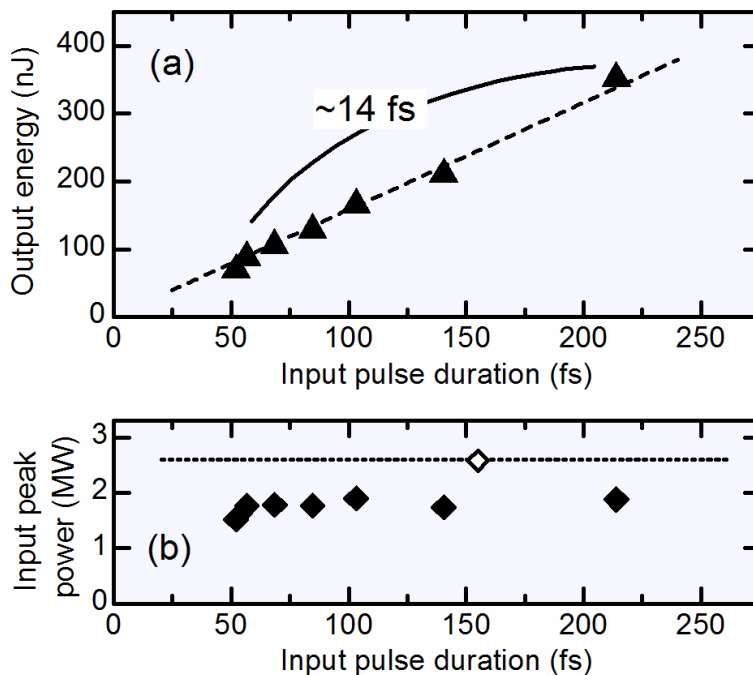 400
300
200
100
0
Output energy (nJ)
(a)
~14 fs
0 50 100 150 200 250
Input pulse duration (fs)
3
2
1
0
Input peak
power (MW)
(b)
0 50 100 150 200 250
Input pulse duration (fs)